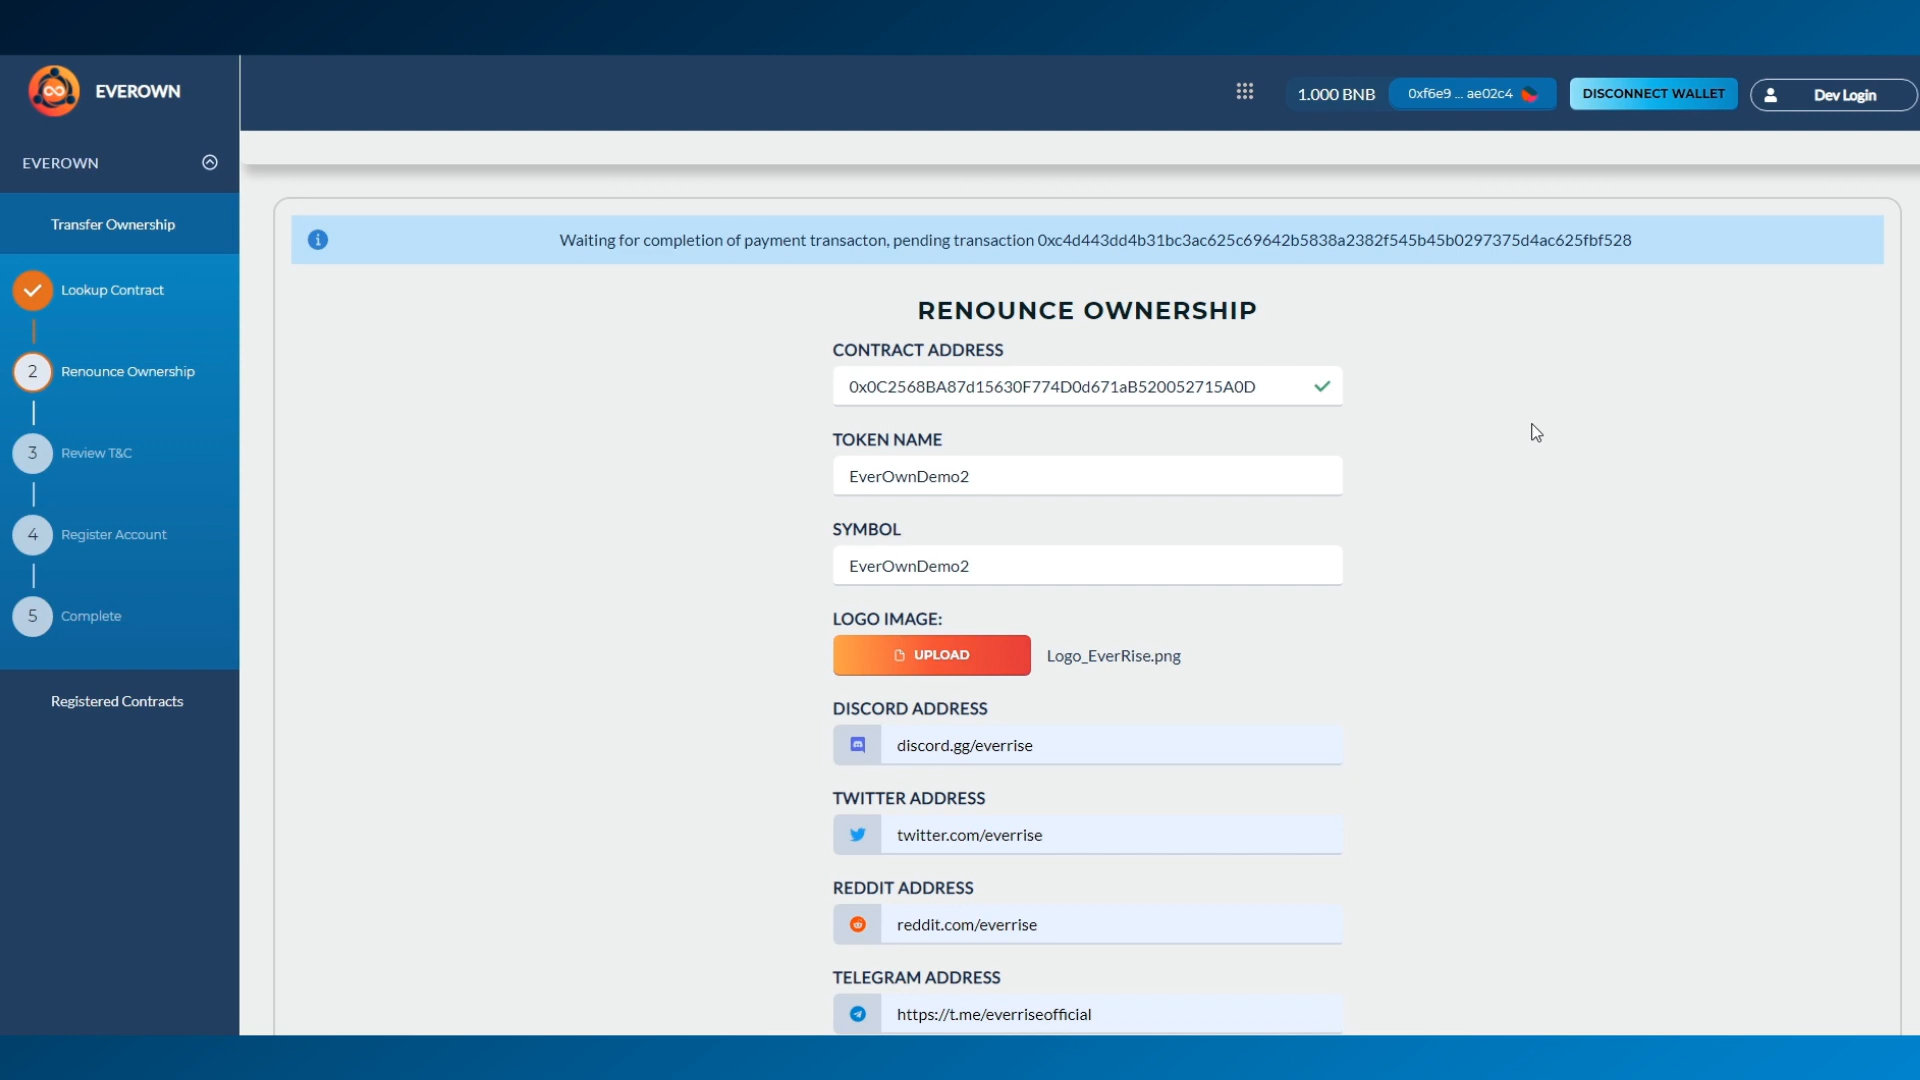 EVEROWN
1.000 BNB
0xf6e9 ... ae02c4
DISCONNECT WALLET
Dev Login
EVEROWN
Transfer Ownership
Lookup Contract
2 Renounce Ownership
3 Review T&C
4 Register Account
5 Complete
Registered Contracts
Waiting for completion of payment transacton, pending transaction 0xc4d443dd4b31bc3ac625c69642b5838a2382f545b45b0297375d4ac625fbf528
RENOUNCE OWNERSHIP
CONTRACT ADDRESS
0x0C2568BA87d15630F774D0d671aB520052715A0D
TOKEN NAME
EverOwnDemo2
SYMBOL
EverOwnDemo2
LOGO IMAGE:
UPLOAD Logo_EverRise.png
DISCORD ADDRESS
discord.gg/everrise
TWITTER ADDRESS
twitter.com/everrise
REDDIT ADDRESS
reddit.com/everrise
TELEGRAM ADDRESS
https://t.me/everriseofficial